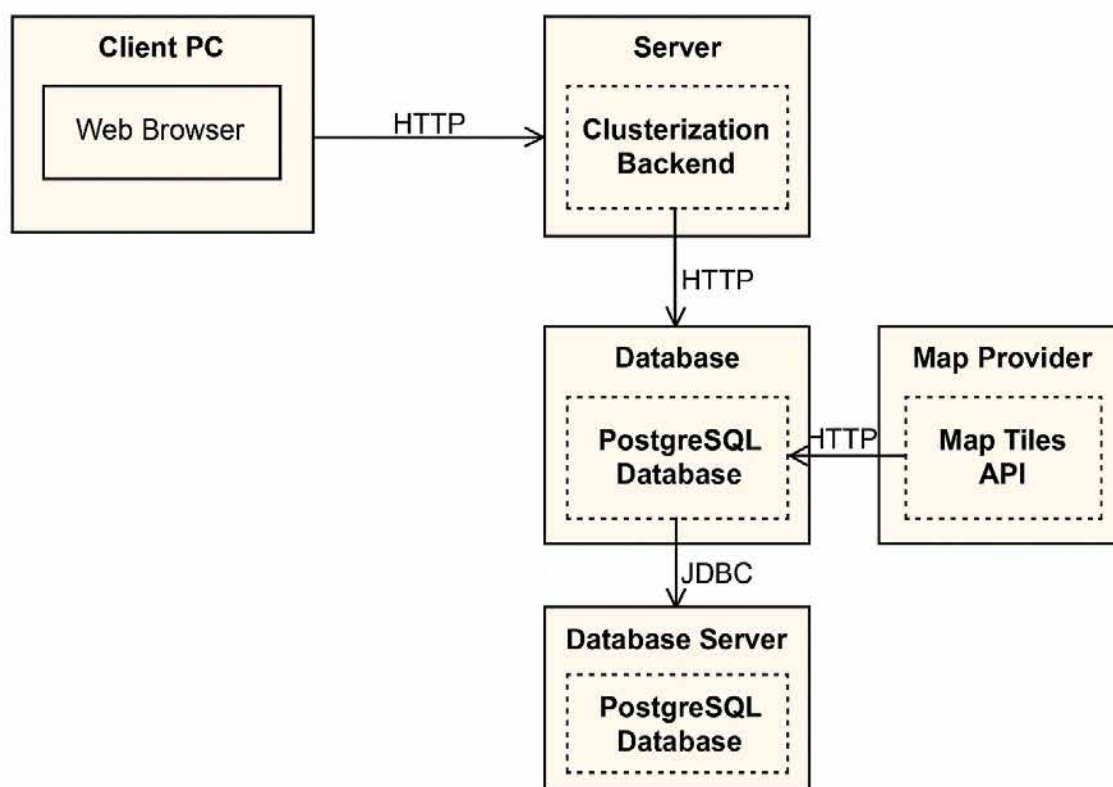 Client PC
Web Browser
HTTP
Server
Clusterization
Backend
HTTP
Database
PostgreSQL
Database
HTTP
Map Provider
Map Tiles
API
JDBC
Database Server
PostgreSQL
Database